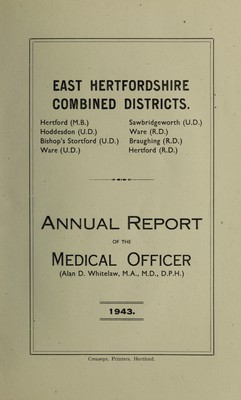 EAST HERTFORDSHIRE
COMBINED DISTRICTS.
Hertford (M.B.) Sawbridgeworth (U.D.)
Hoddesdon (U.D.) Ware (R.D.)
Bishop's Stortford (U.D.) Braughing (R.D.)
Ware (U.D.) Hertford (R.D.)
ANNUAL REPORT
OF THE
MEDICAL OFFICER
(Alan D. Whitelaw, M.A., M.D., D.P.H.)
1943.
Printers, Hertford.